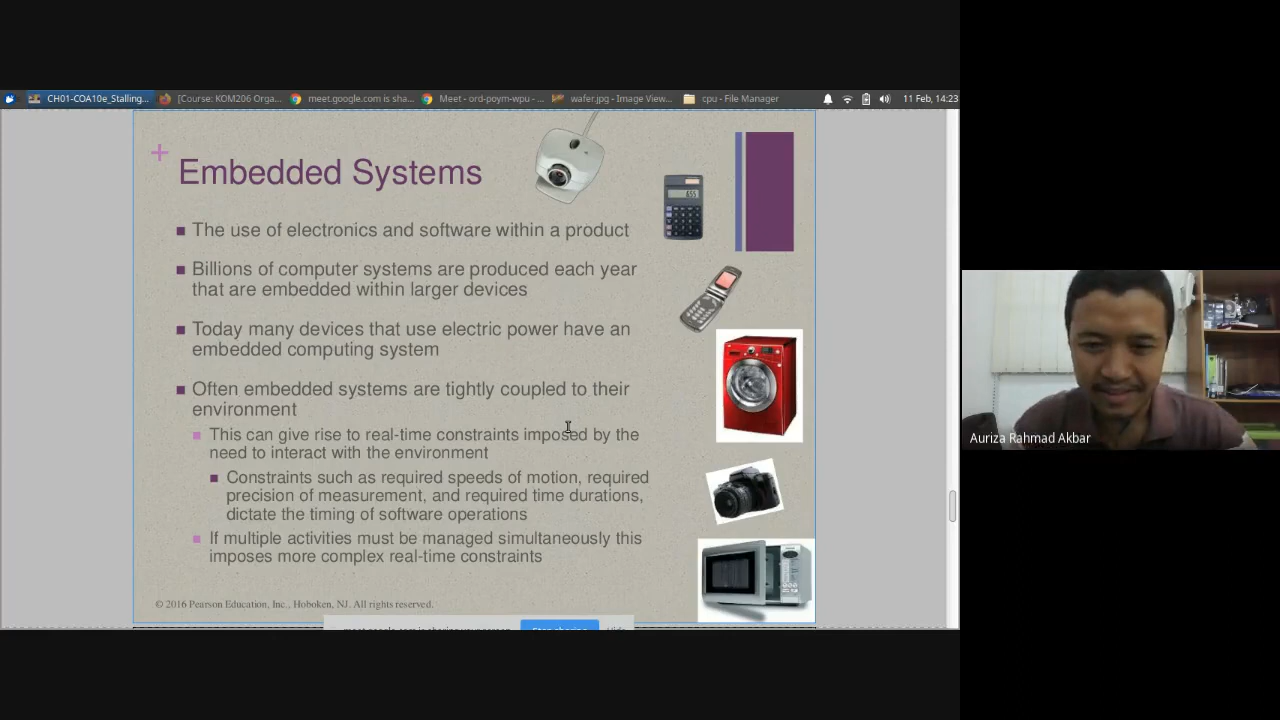 CH01-COA10e_Stalling...
[Course: KOM206 Orga...
meet.google.com is sha...
Meet - ord-poym-wpu - ...
wafer.jpg - Image View...
cpu - File Manager
11 Feb, 14:23
+
Embedded Systems
The use of electronics and software within a product
Billions of computer systems are produced each year
that are embedded within larger devices
Today many devices that use electric power have an
embedded computing system
Often embedded systems are tightly coupled to their
environment
This can give rise to real-time constraints imposed by the
need to interact with the environment
Constraints such as required speeds of motion, required
precision of measurement, and required time durations,
dictate the timing of software operations
If multiple activities must be managed simultaneously this
imposes more complex real-time constraints
© 2016 Pearson Education, Inc., Hoboken, NJ. All rights reserved.
Auriza Rahmad Akbar